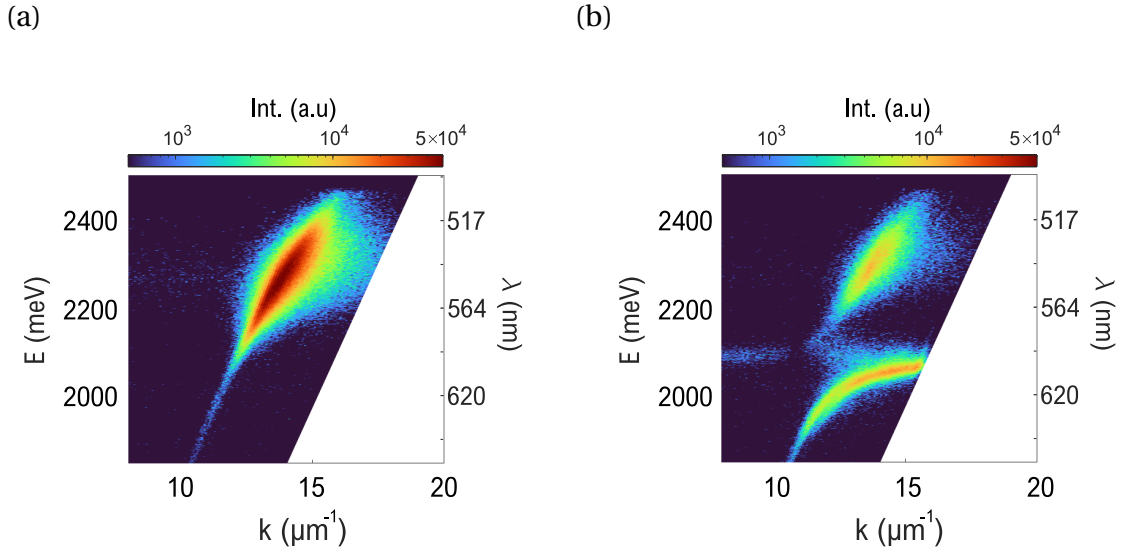 (a)
(b)
Int. (a.u)
10³ 10⁴ 5×10⁴
2400
2200
2000
E (meV)
517
564
620
λ (nm)
10 15 20
k (µm⁻¹)
Int. (a.u)
10³ 10⁴ 5×10⁴
2400
2200
2000
E (meV)
517
564
620
λ (nm)
10 15 20
k (µm⁻¹)